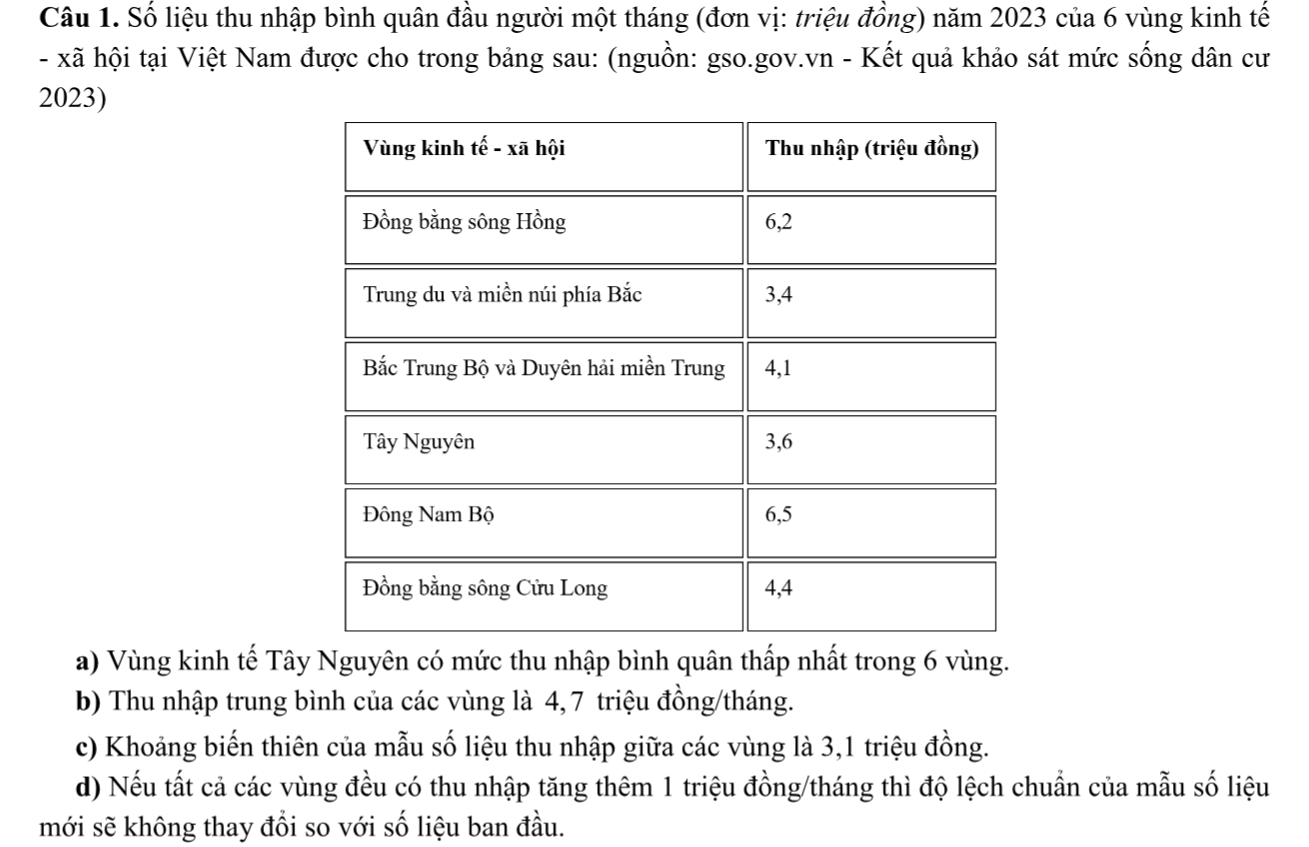 Câu 1. Số liệu thu nhập bình quân đầu người một tháng (đơn vị: triệu đồng) năm 2023 của 6 vùng kinh tế
- xã hội tại Việt Nam được cho trong bảng sau: (nguồn: gso.gov.vn - Kết quả khảo sát mức sống dân cư
2023)
Vùng kinh tế - xã hội Thu nhập (triệu đồng)
Đồng bằng sông Hồng 6,2
Trung du và miền núi phía Bắc 3,4
Bắc Trung Bộ và Duyên hải miền Trung 4,1
Tây Nguyên 3,6
Đông Nam Bộ 6,5
Đồng bằng sông Cửu Long 4,4
a) Vùng kinh tế Tây Nguyên có mức thu nhập bình quân thấp nhất trong 6 vùng.
b) Thu nhập trung bình của các vùng là 4,7 triệu đồng/tháng.
c) Khoảng biến thiên của mẫu số liệu thu nhập giữa các vùng là 3,1 triệu đồng.
d) Nếu tất cả các vùng đều có thu nhập tăng thêm 1 triệu đồng/tháng thì độ lệch chuẩn của mẫu số liệu
mới sẽ không thay đổi so với số liệu ban đầu.